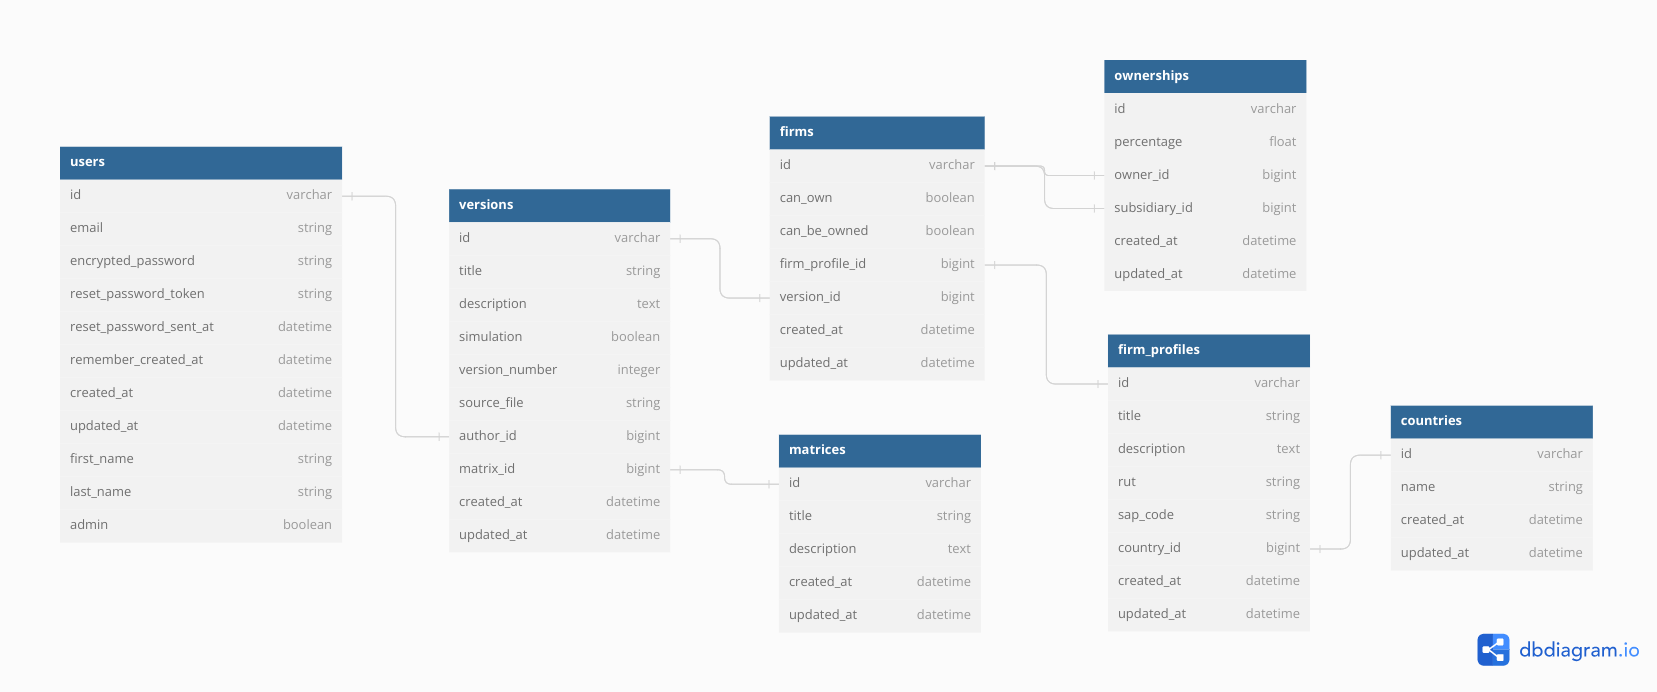 users
id varchar
email string
encrypted_password string
reset_password_token string
reset_password_sent_at datetime
remember_created_at datetime
created_at datetime
updated_at datetime
first_name string
last_name string
admin boolean
versions
id varchar
title string
description text
simulation boolean
version_number integer
source_file string
author_id bigint
matrix_id bigint
created_at datetime
updated_at datetime
firms
id varchar
can_own boolean
can_be_owned boolean
firm_profile_id bigint
version_id bigint
created_at datetime
updated_at datetime
matrices
id varchar
title string
description text
created_at datetime
updated_at datetime
ownerships
id varchar
percentage float
owner_id bigint
subsidiary_id bigint
created_at datetime
updated_at datetime
firm_profiles
id varchar
title string
description text
rut string
sap_code string
country_id bigint
created_at datetime
updated_at datetime
countries
id varchar
name string
created_at datetime
updated_at datetime
dbdiagram.io